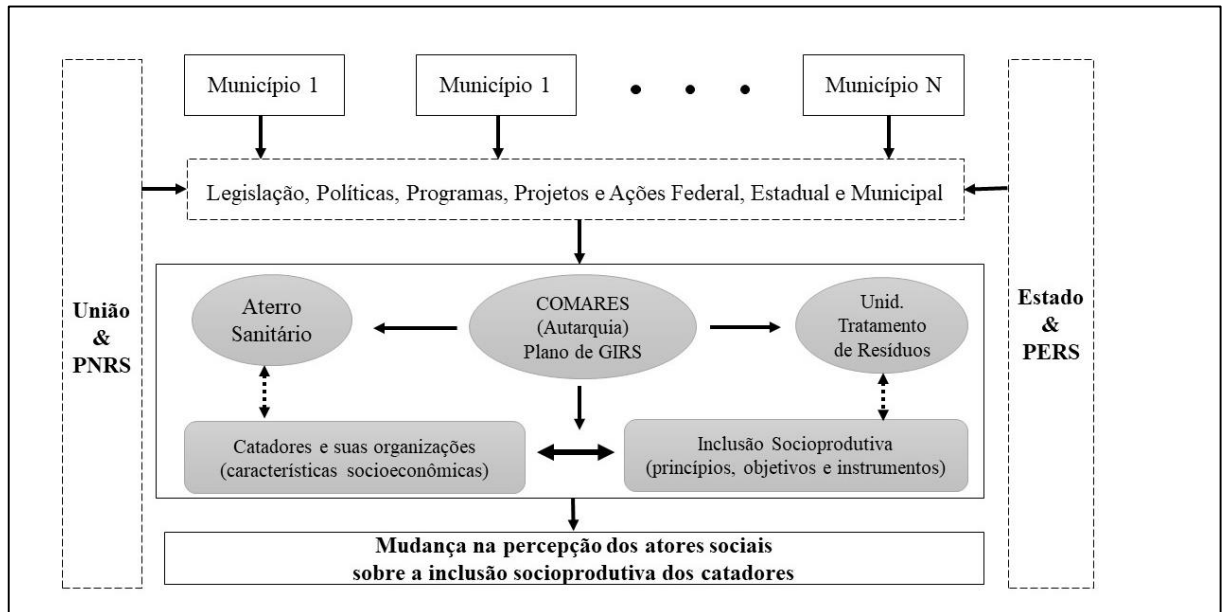 Município 1
Município 1
Município N
Legislação, Políticas, Programas, Projetos e Ações Federal, Estadual e Municipal
União
&
PNRS
Aterro
Sanitário
COMARES
(Autarquia)
Plano de GIRS
Unid.
Tratamento
de Resíduos
Estado
&
PERS
Catadores e suas organizações
(características socioeconômicas)
Inclusão Socioprodutiva
(princípios, objetivos e instrumentos)
Mudança na percepção dos atores sociais
sobre a inclusão socioprodutiva dos catadores